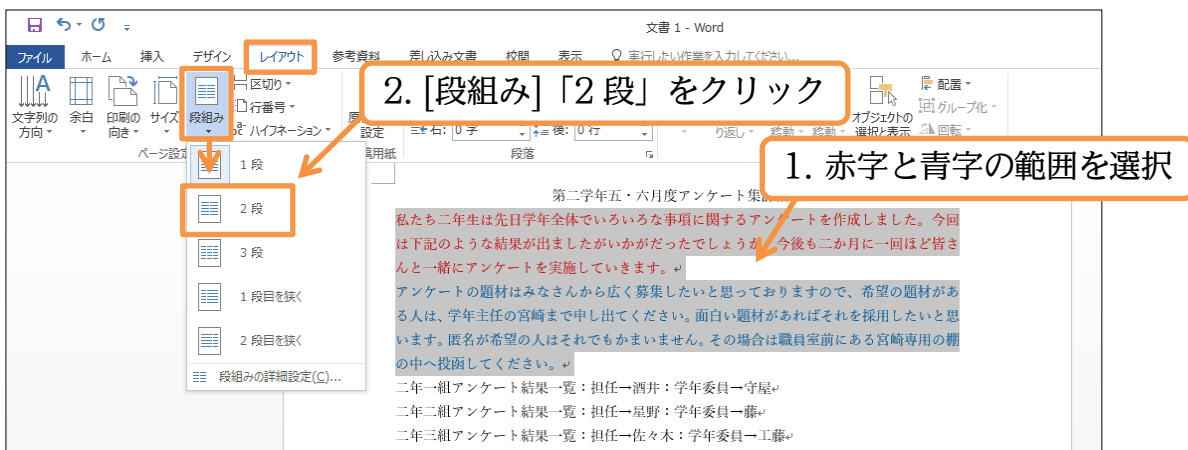 文書 1 - Word
ファイル ホーム 挿入 デザイン レイアウト 参考資料 差し込み文書 校閲 表示 実行したい作業を入力してください...
文字列の方向 余白 印刷の向き サイズ 段組み
区切り
行番号
ハイフネーション
設定
右: 0 字
後: 0 行
オブジェクトの選択と表示
配置
グループ化
回転
段落
2. [段組み]「2 段」をクリック
1 段
2 段
3 段
1 段目を狭く
2 段目を狭く
段組みの詳細設定(C)...
1. 赤字と青字の範囲を選択
第二学年五・六月度アンケート集
私たち二年生は先日学年全体でいろいろな事項に関するアンケートを作成しました。今回
は下記のような結果が出ましたがいかがだったでしょうか。今後も二か月に一回ほど皆さ
んと一緒にアンケートを実施していきます。
アンケートの題材はみなさんから広く募集したいと思っておりますので、希望の題材があ
る人は、学年主任の宮崎まで申し出てください。面白い題材があればそれを採用したいと思
います。匿名が希望の人はそれでもかまいません。その場合は職員室前にある宮崎専用の棚
の中へ投函してください。
二年一組アンケート結果一覧：担任→酒井：学年委員→守屋
二年二組アンケート結果一覧：担任→星野：学年委員→藤
二年三組アンケート結果一覧：担任→佐々木：学年委員→工藤